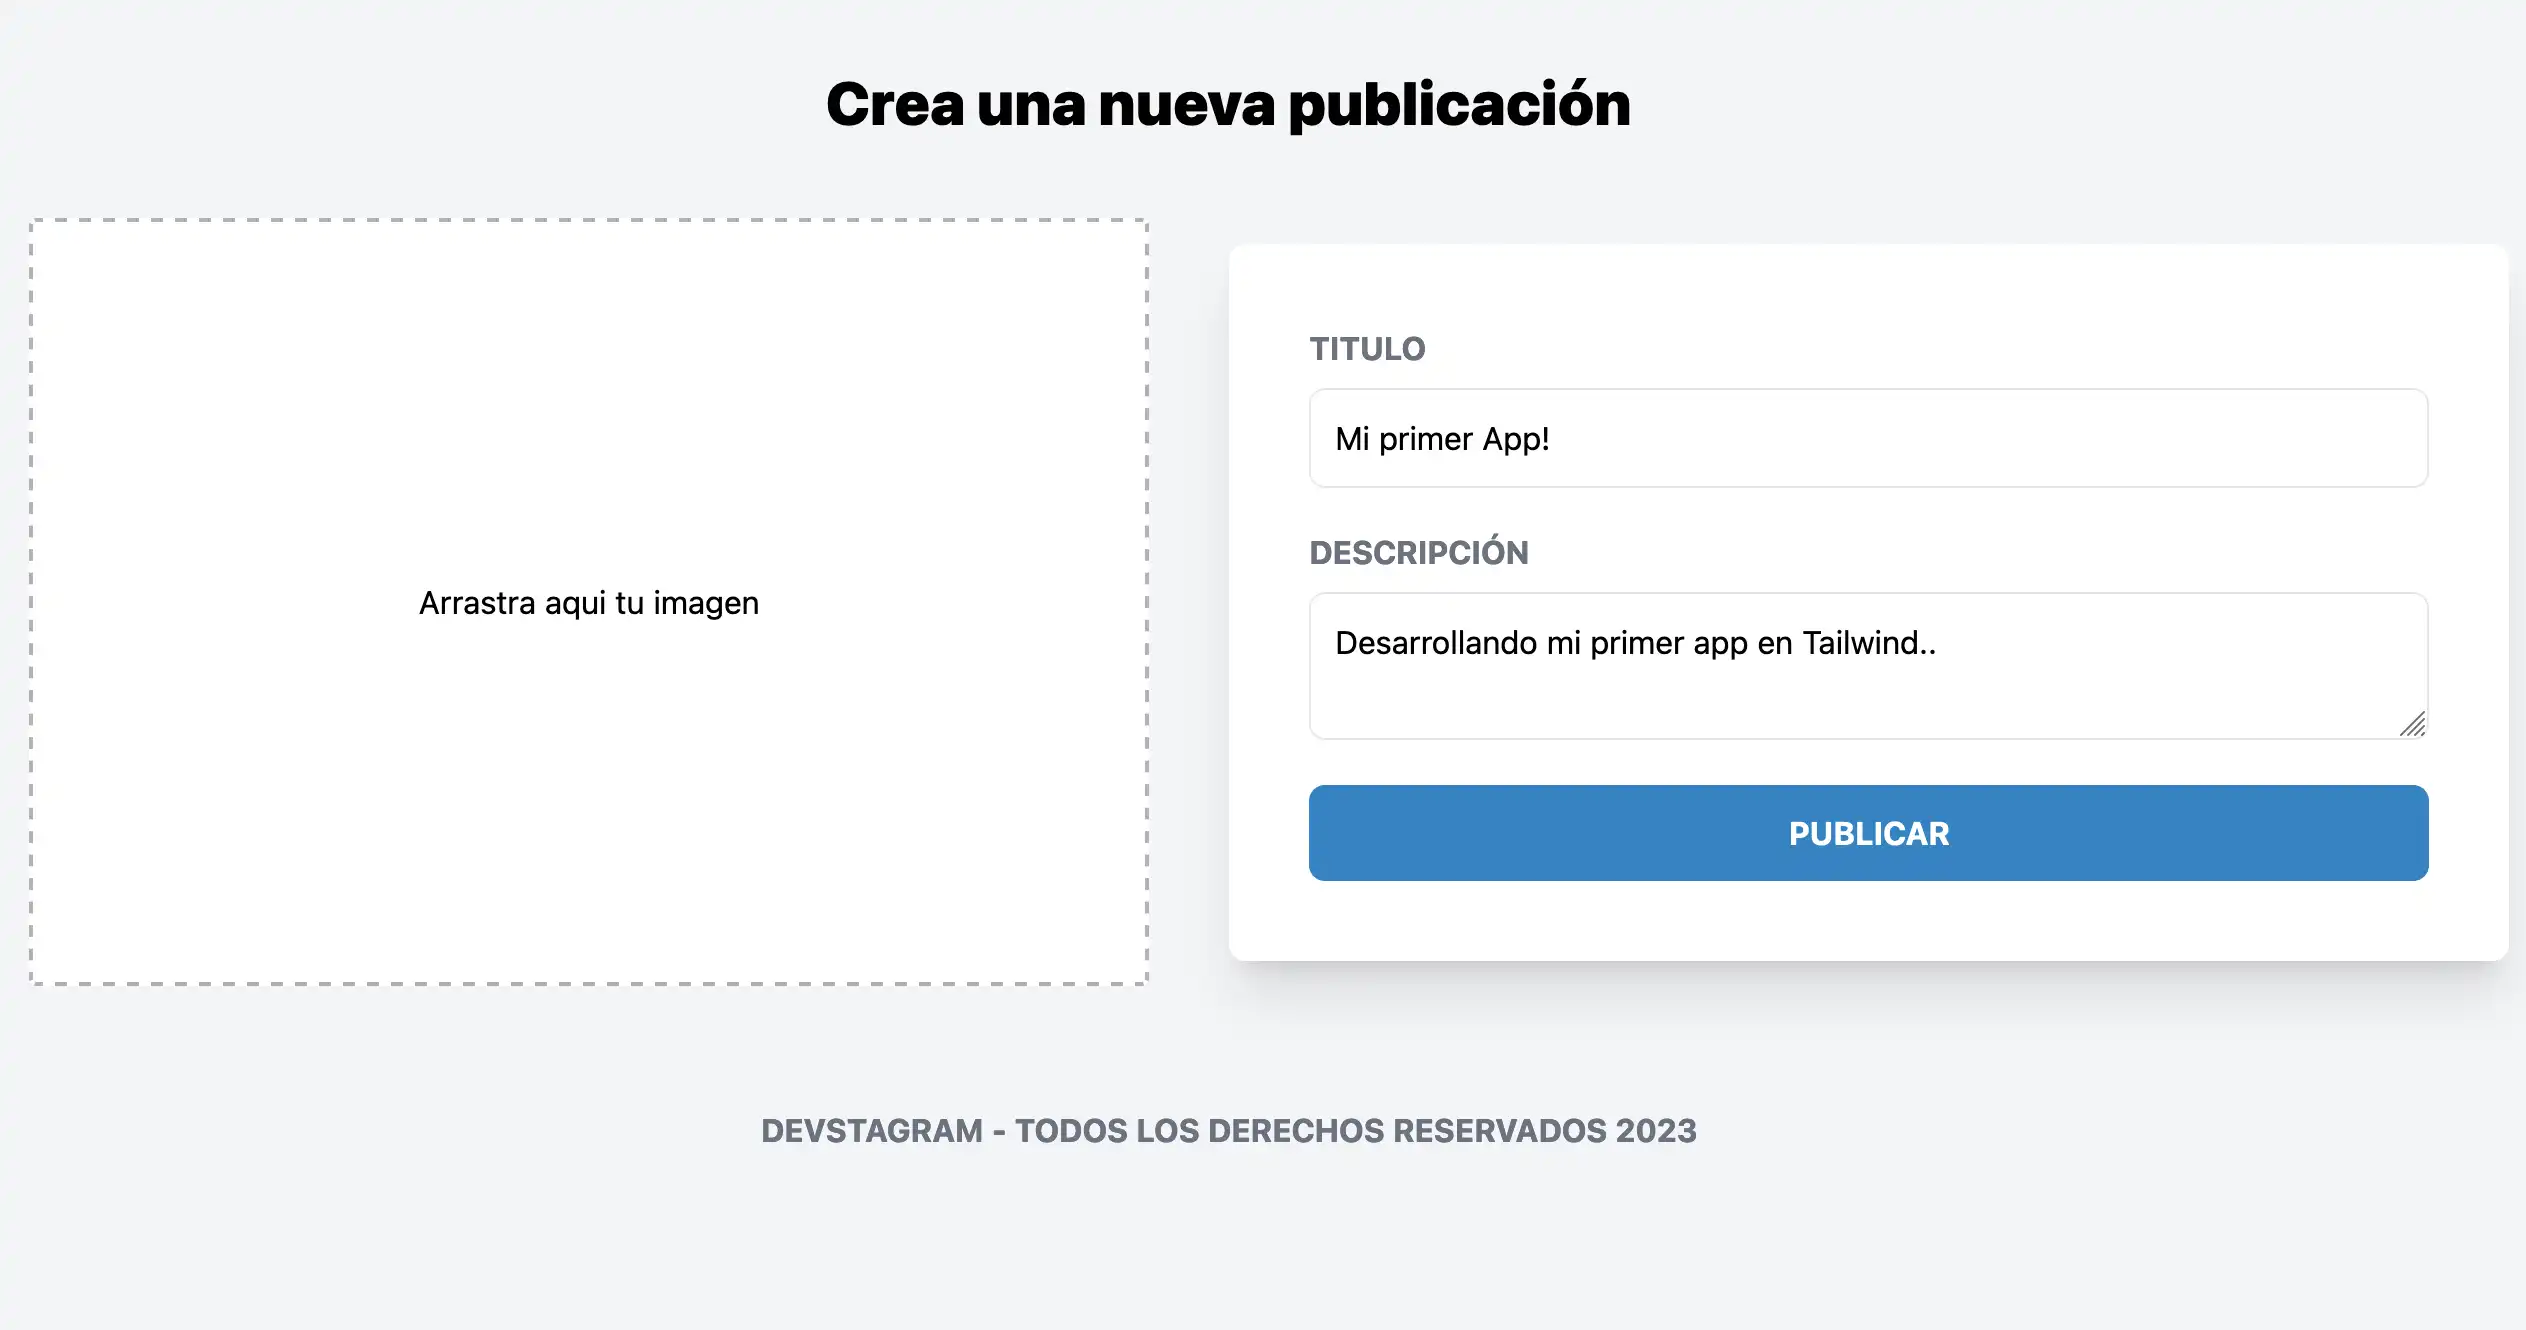 Crea una nueva publicación
Arrastra aqui tu imagen
TITULO
Mi primer App!
DESCRIPCIÓN
Desarrollando mi primer app en Tailwind..
PUBLICAR
DEVSTAGRAM - TODOS LOS DERECHOS RESERVADOS 2023